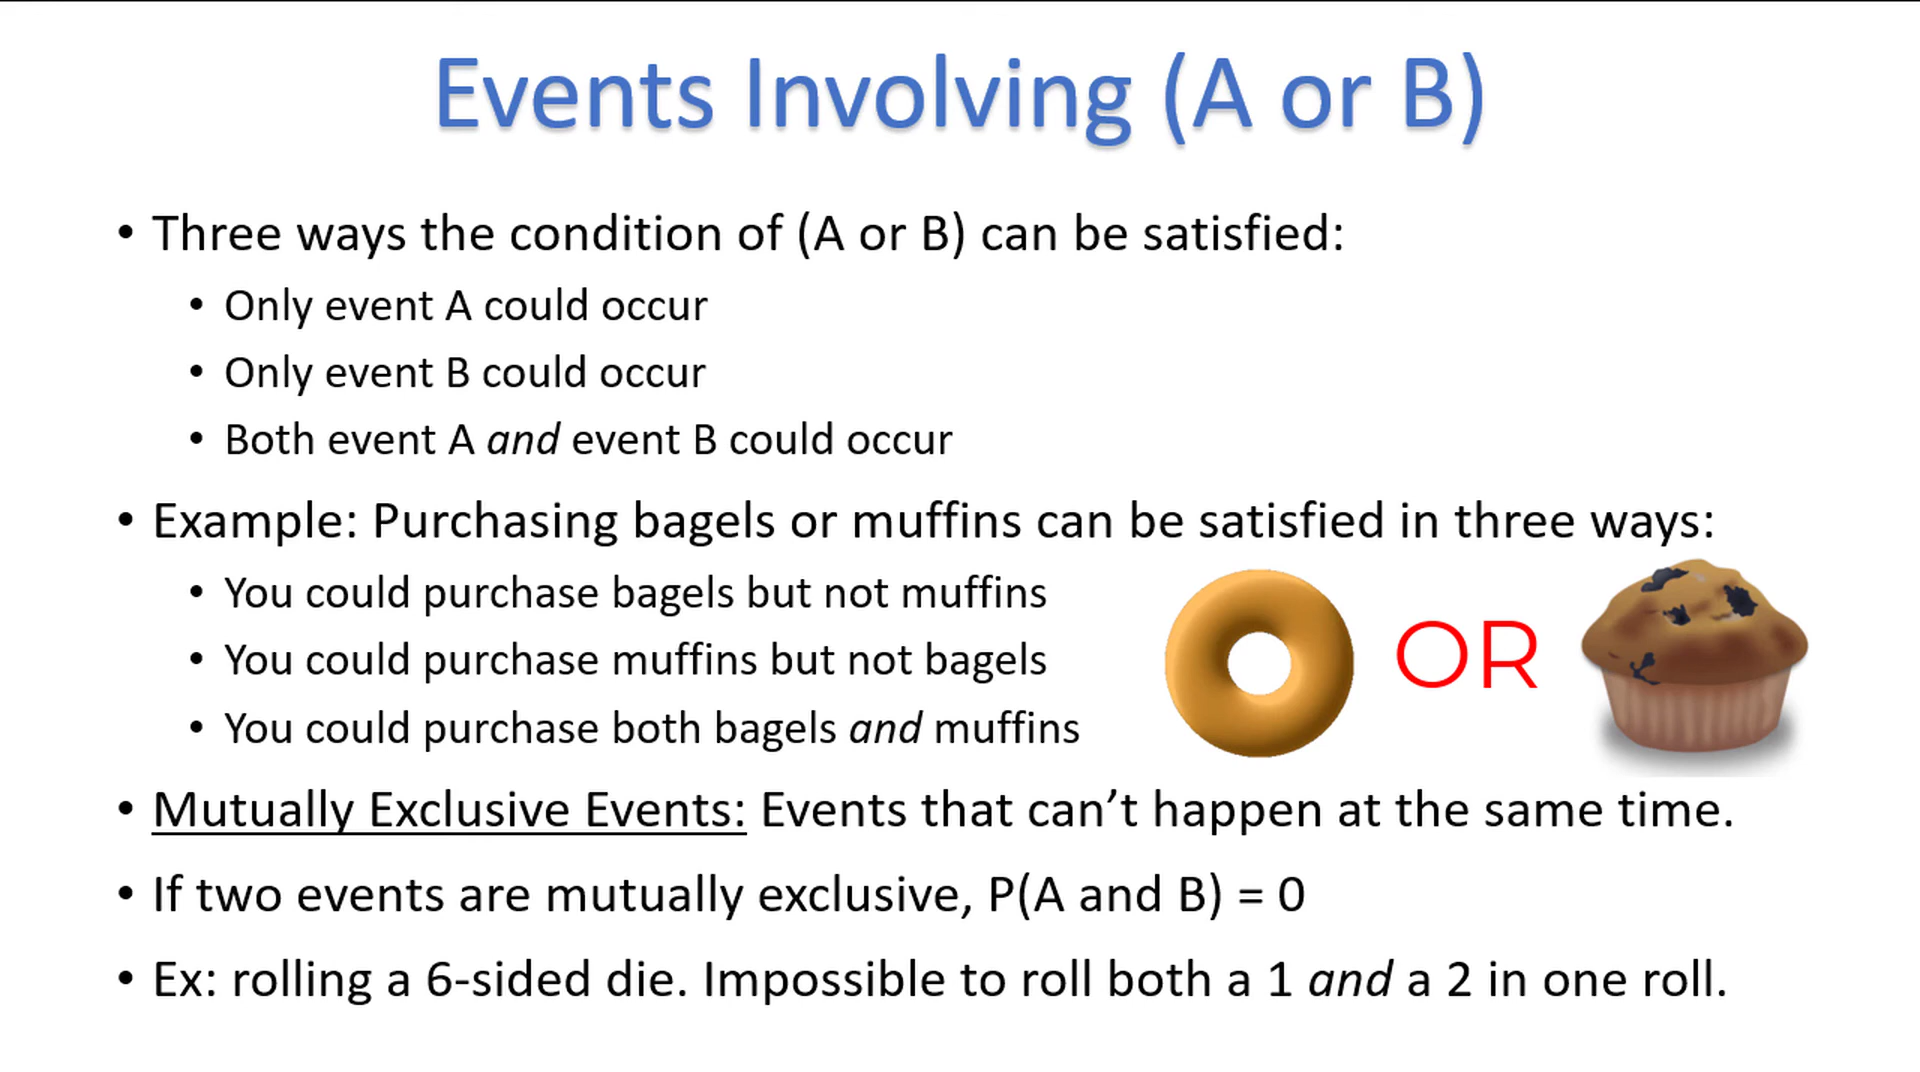 Events Involving (A or B)
• Three ways the condition of (A or B) can be satisfied:
• Only event A could occur
• Only event B could occur
• Both event A and event B could occur
• Example: Purchasing bagels or muffins can be satisfied in three ways:
• You could purchase bagels but not muffins
• You could purchase muffins but not bagels
• You could purchase both bagels and muffins
OR
• Mutually Exclusive Events: Events that can’t happen at the same time.
• If two events are mutually exclusive, P(A and B) = 0
• Ex: rolling a 6-sided die. Impossible to roll both a 1 and a 2 in one roll.